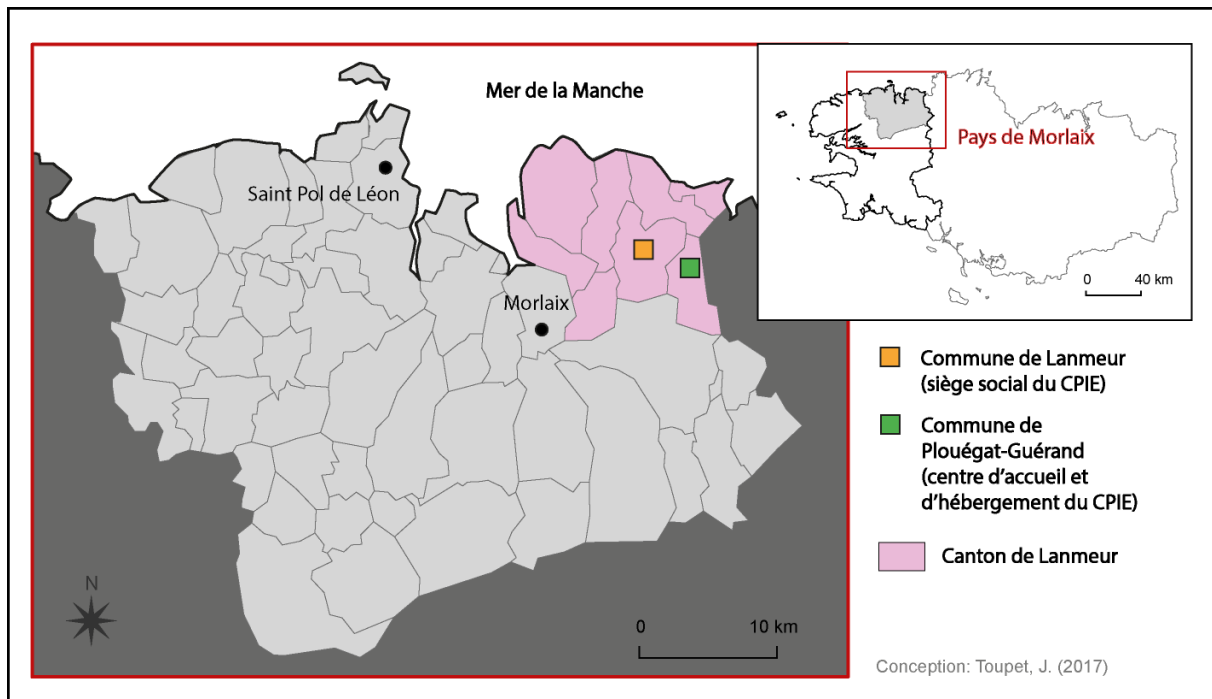 Mer de la Manche
Saint Pol de Léon
Morlaix
N
0 10 km
Pays de Morlaix
0 40 km
Commune de Lanmeur
(siège social du CPIE)
Commune de
Plouégat-Guérand
(centre d'accueil et
d'hébergement du CPIE)
Canton de Lanmeur
Conception: Toupet, J. (2017)